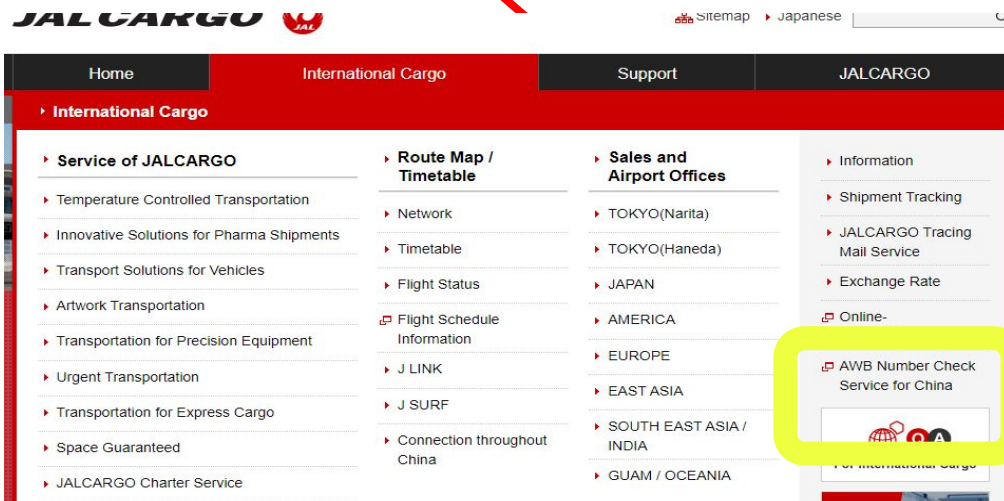 JALCARGO JAL
Sitemap Japanese
Home International Cargo Support JALCARGO
International Cargo
Service of JALCARGO
Temperature Controlled Transportation
Innovative Solutions for Pharma Shipments
Transport Solutions for Vehicles
Artwork Transportation
Transportation for Precision Equipment
Urgent Transportation
Transportation for Express Cargo
Space Guaranteed
JALCARGO Charter Service
Route Map /
Timetable
Network
Timetable
Flight Status
Flight Schedule
Information
J LINK
J SURF
Connection throughout
China
Sales and
Airport Offices
TOKYO(Narita)
TOKYO(Haneda)
JAPAN
AMERICA
EUROPE
EAST ASIA
SOUTH EAST ASIA /
INDIA
GUAM / OCEANIA
Information
Shipment Tracking
JALCARGO Tracing
Mail Service
Exchange Rate
Online-
AWB Number Check
Service for China
Q A
For International Cargo